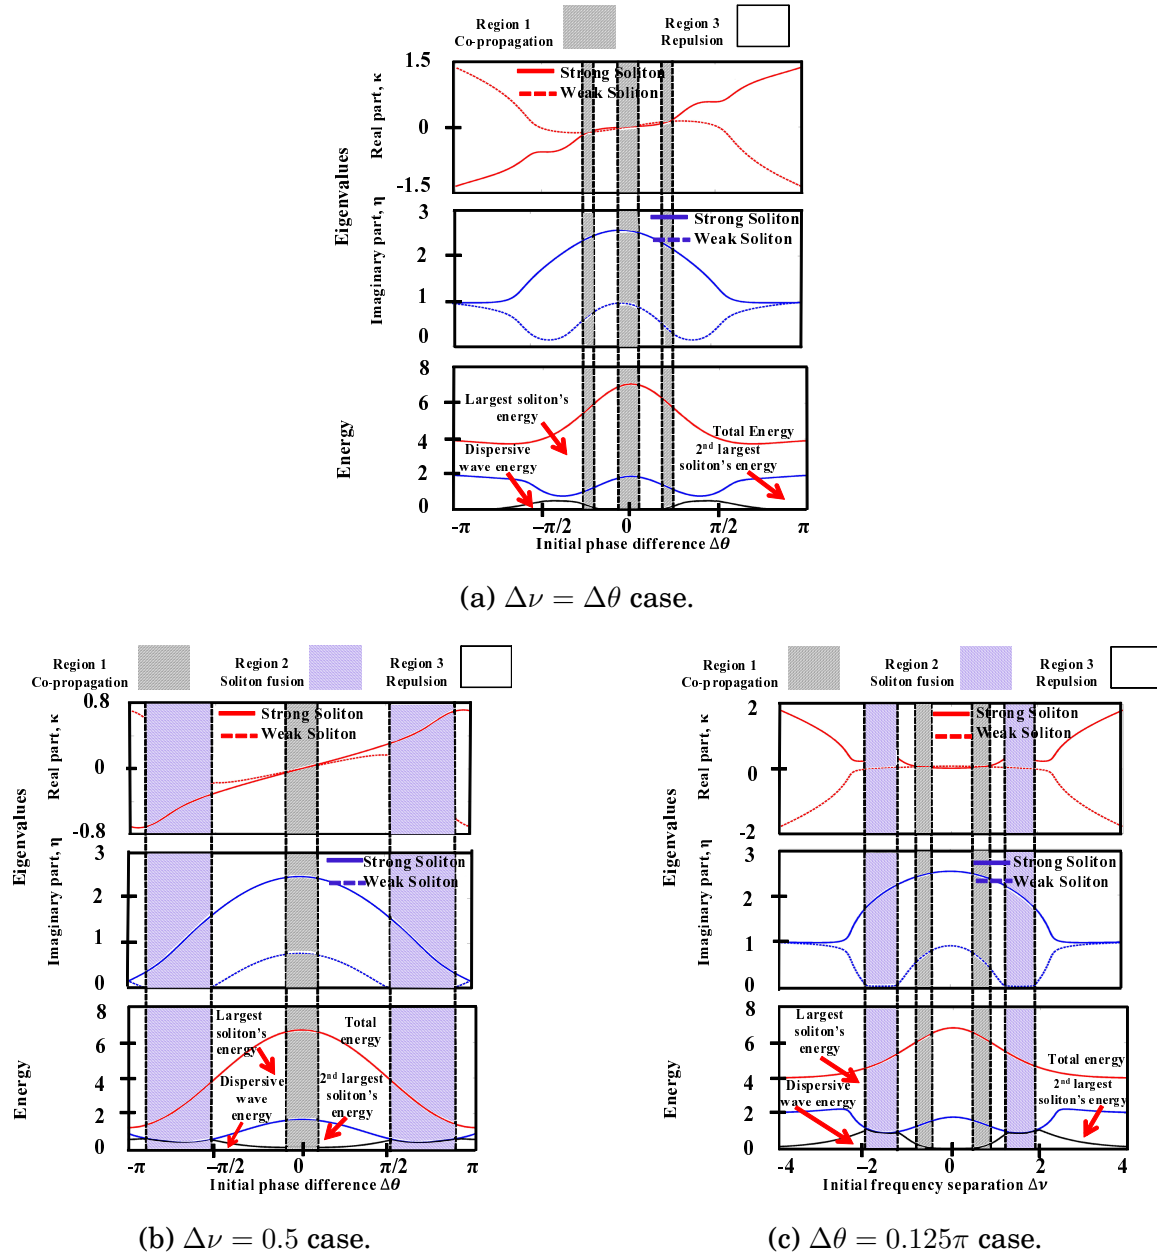 Region 1
Co-propagation
Region 3
Repulsion
1.5
0
-1.5
Real part, κ
Strong Soliton
Weak Soliton
Eigenvalues
3
2
1
0
Imaginary part, η
Strong Soliton
Weak Soliton
8
6
4
2
0
Energy
Largest soliton's
energy
Dispersive
wave energy
Total Energy
2nd largest
soliton's energy
-π
−π/2
0
π/2
π
Initial phase difference Δθ
(a) Δν = Δθ case.
Region 1
Co-propagation
Region 2
Soliton fusion
Region 3
Repulsion
0.8
0
-0.8
Real part, κ
Strong Soliton
Weak Soliton
Eigenvalues
3
2
1
0
Imaginary part, η
Strong Soliton
Weak Soliton
8
6
4
2
0
Energy
Largest
soliton's
energy
Dispersive
wave
energy
Total
energy
2nd largest
soliton's
energy
-π
−π/2
0
π/2
π
Initial phase difference Δθ
(b) Δν = 0.5 case.
Region 1
Co-propagation
Region 2
Soliton fusion
Region 3
Repulsion
2
0
-2
Real part, κ
Strong Soliton
Weak Soliton
Eigenvalues
3
2
1
0
Imaginary part, η
Strong Soliton
Weak Soliton
8
6
4
2
0
Energy
Largest
soliton's
energy
Dispersive
wave energy
Total energy
2nd largest
soliton's energy
-4
−2
0
2
4
Initial frequency separation Δν
(c) Δθ = 0.125π case.